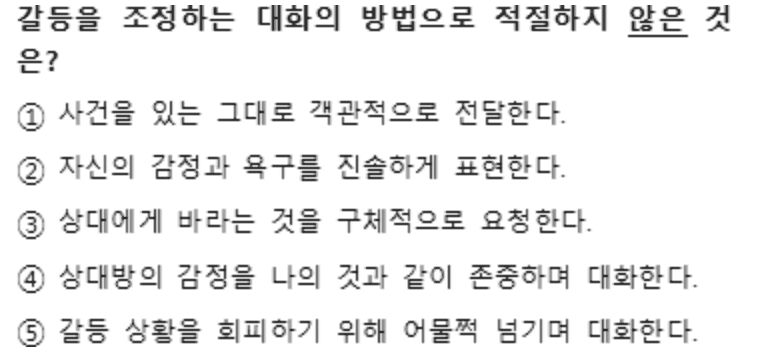 갈등을 조정하는 대화의 방법으로 적절하지 않은 것
은?
① 사건을 있는 그대로 객관적으로 전달한다.
② 자신의 감정과 욕구를 진솔하게 표현한다.
③ 상대에게 바라는 것을 구체적으로 요청한다.
④ 상대방의 감정을 나의 것과 같이 존중하며 대화한다.
⑤ 갈등 상황을 회피하기 위해 어물쩍 넘기며 대화한다.